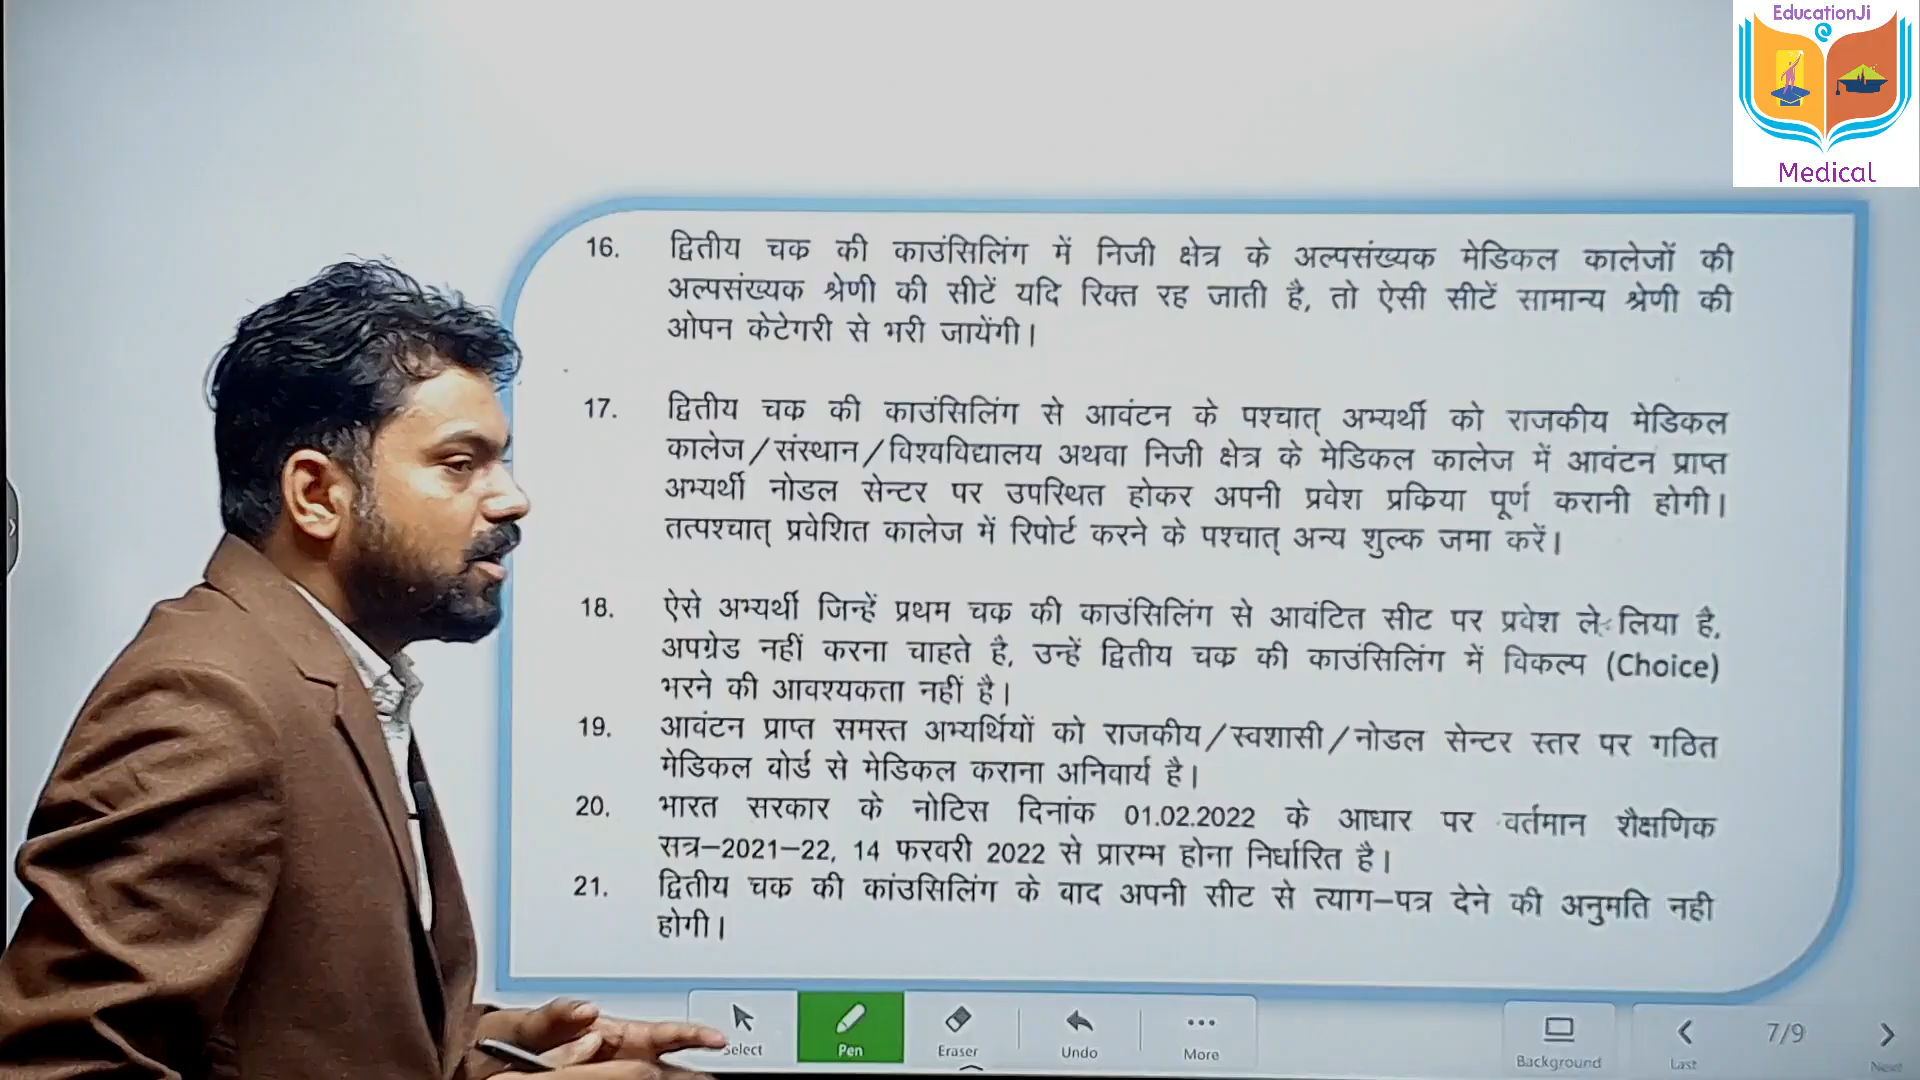 EducationJi
Medical
16. द्वितीय चक की काउंसिलिंग में निजी क्षेत्र के अल्पसंख्यक मेडिकल कालेजों की
अल्पसंख्यक श्रेणी की सीटें यदि रिक्त रह जाती है, तो ऐसी सीटें सामान्य श्रेणी की
ओपन केटेगरी से भरी जायेंगी।
17. द्वितीय चक की काउंसिलिंग से आवंटन के पश्चात् अभ्यर्थी को राजकीय मेडिकल
कालेज/संस्थान/विश्वविद्यालय अथवा निजी क्षेत्र के मेडिकल कालेज में आवंटन प्राप्त
अभ्यर्थी नोडल सेन्टर पर उपस्थित होकर अपनी प्रवेश प्रकिया पूर्ण करानी होगी।
तत्पश्चात् प्रवेशित कालेज में रिपोर्ट करने के पश्चात् अन्य शुल्क जमा करें।
18. ऐसे अभ्यर्थी जिन्हें प्रथम चक की काउंसिलिंग से आवंटित सीट पर प्रवेश ले लिया है,
अपग्रेड नहीं करना चाहते है, उन्हें द्वितीय चक की काउंसिलिंग में विकल्प (Choice)
भरने की आवश्यकता नहीं है।
19. आवंटन प्राप्त समस्त अभ्यर्थियों को राजकीय/स्वशासी/नोडल सेन्टर स्तर पर गठित
मेडिकल वोर्ड से मेडिकल कराना अनिवार्य है।
20. भारत सरकार के नोटिस दिनांक 01.02.2022 के आधार पर वर्तमान शैक्षणिक
सत्र–2021–22, 14 फरवरी 2022 से प्रारम्भ होना निर्धारित है।
21. द्वितीय चक की कांउसिलिंग के वाद अपनी सीट से त्याग–पत्र देने की अनुमति नही
होगी।
Select Pen Eraser Undo More Background Last 7/9 Next